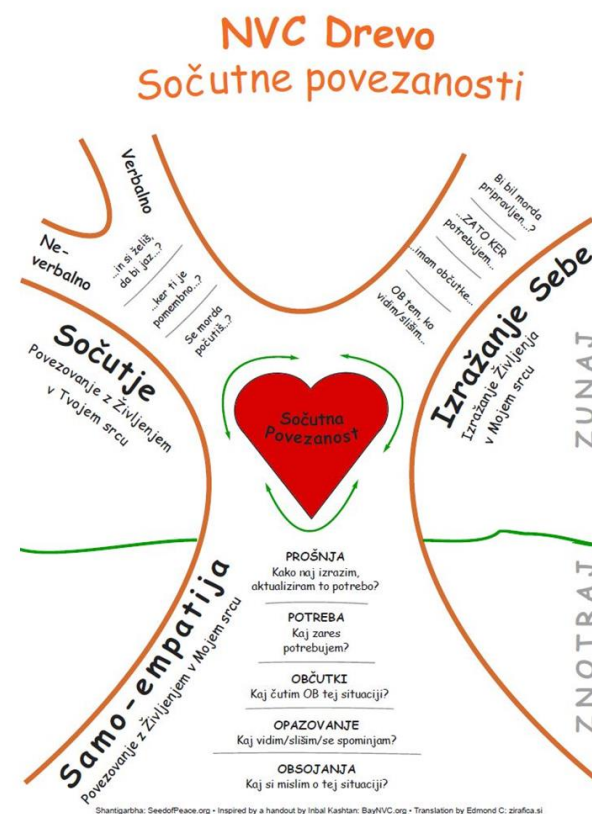 NVC Drevo
Sočutne povezanosti
Ne-
verbalno
Verbalno
...in si želiš,
da bi jaz...?
...ker ti je
pomembno...?
Se morda
počutiš...?
Bi bil morda
pripravljen...?
...ZATO KER
potrebujem...
...imam občutke...
OB tem, ko
vidim/slišim...
Sočutje
Povezovanje z Življenjem
v Tvojem srcu
Izražanje Sebe
Izražanje Življenja
v Mojem srcu
ZUNAJ
Sočutna
Povezanost
Samo-empatija
Povezovanje z Življenjem v Mojem srcu
ZNOTRAJ
PROŠNJA
Kako naj izrazim,
aktualiziram to potrebo?
POTREBA
Kaj zares
potrebujem?
OBČUTKI
Kaj čutim OB tej situaciji?
OPAZOVANJE
Kaj vidim/slišim/se spominjam?
OBSOJANJA
Kaj si mislim o tej situaciji?
Shantigarbha: SeedofPeace.org • Inspired by a handout by Inbal Kashtan: BayNVC.org • Translation by Edmond C: zirafica.si